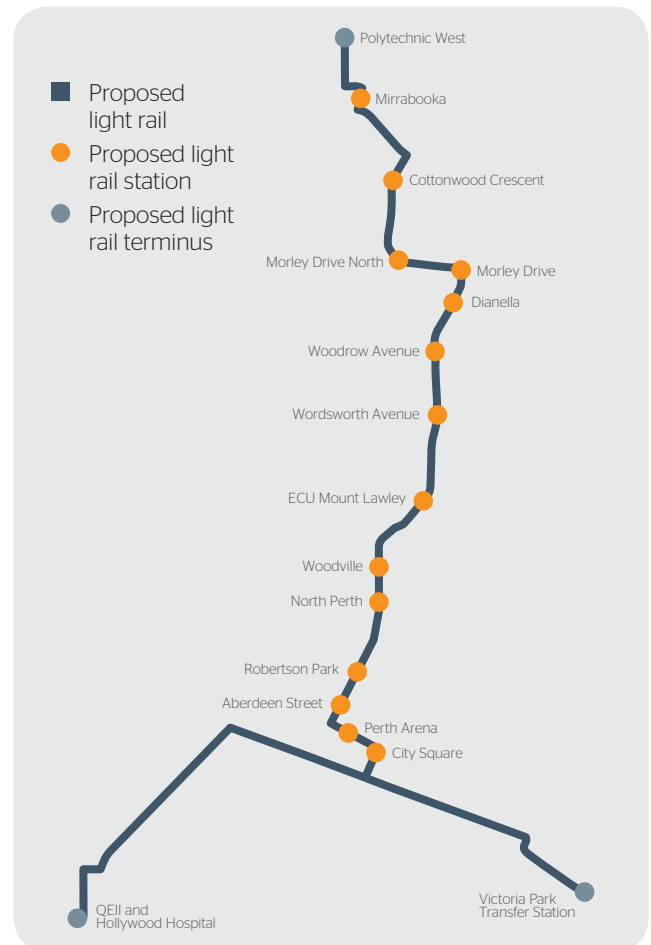 Polytechnic West
Proposed
light rail
Proposed light
rail station
Proposed light
rail terminus
Mirrabooka
Cottonwood Crescent
Morley Drive North
Morley Drive
Dianella
Woodrow Avenue
Wordsworth Avenue
ECU Mount Lawley
Woodville
North Perth
Robertson Park
Aberdeen Street
Perth Arena
City Square
QEII and
Hollywood Hospital
Victoria Park
Transfer Station